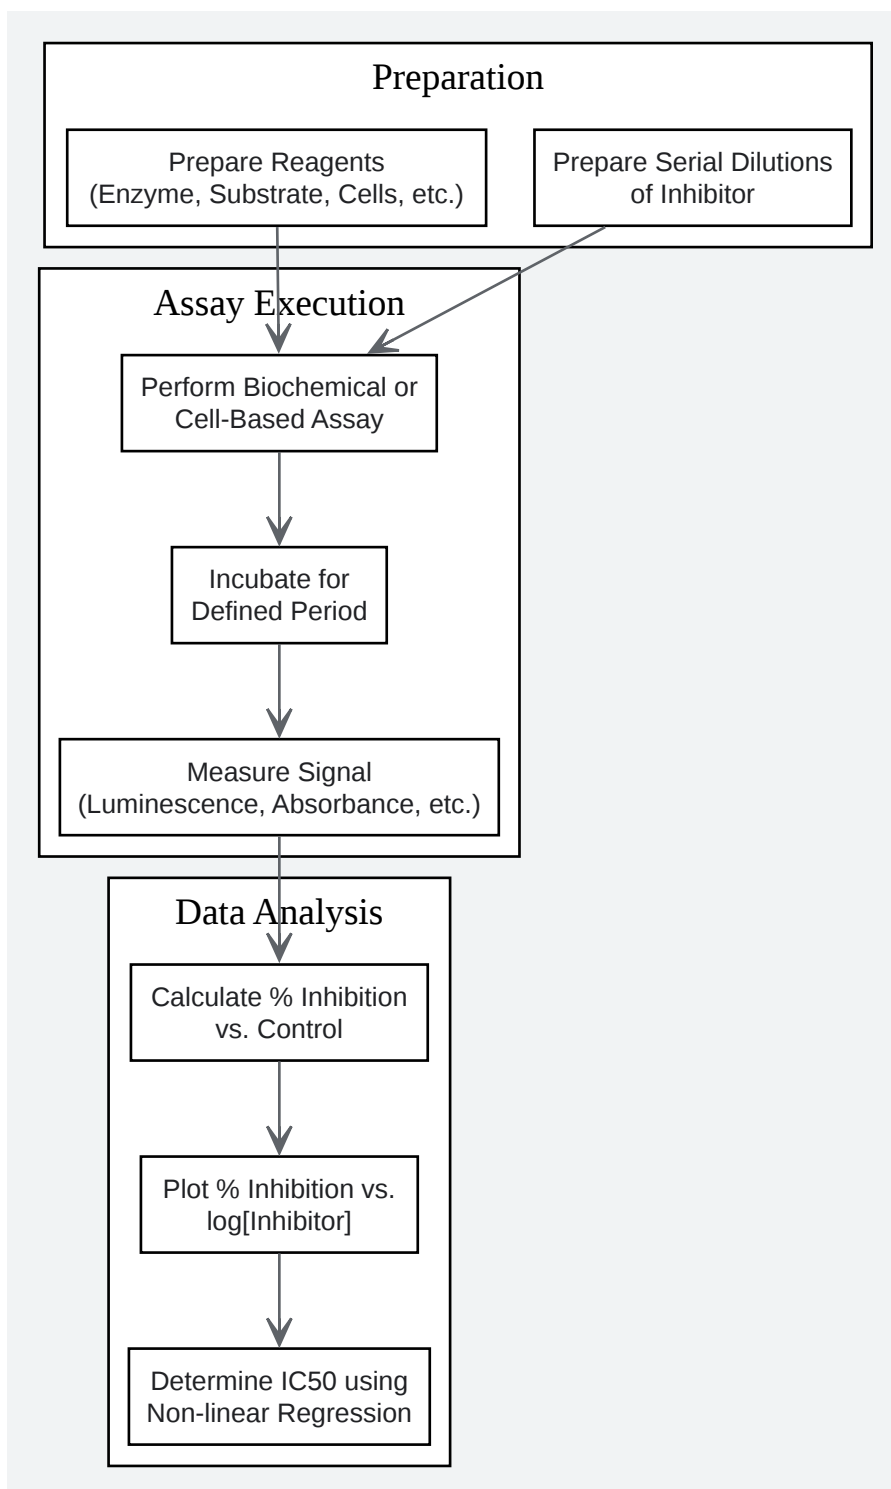 Preparation
Prepare Reagents
(Enzyme, Substrate, Cells, etc.)
Prepare Serial Dilutions
of Inhibitor
Assay Execution
Perform Biochemical or
Cell-Based Assay
Incubate for
Defined Period
Measure Signal
(Luminescence, Absorbance, etc.)
Data Analysis
Calculate % Inhibition
vs. Control
Plot % Inhibition vs.
log[Inhibitor]
Determine IC50 using
Non-linear Regression